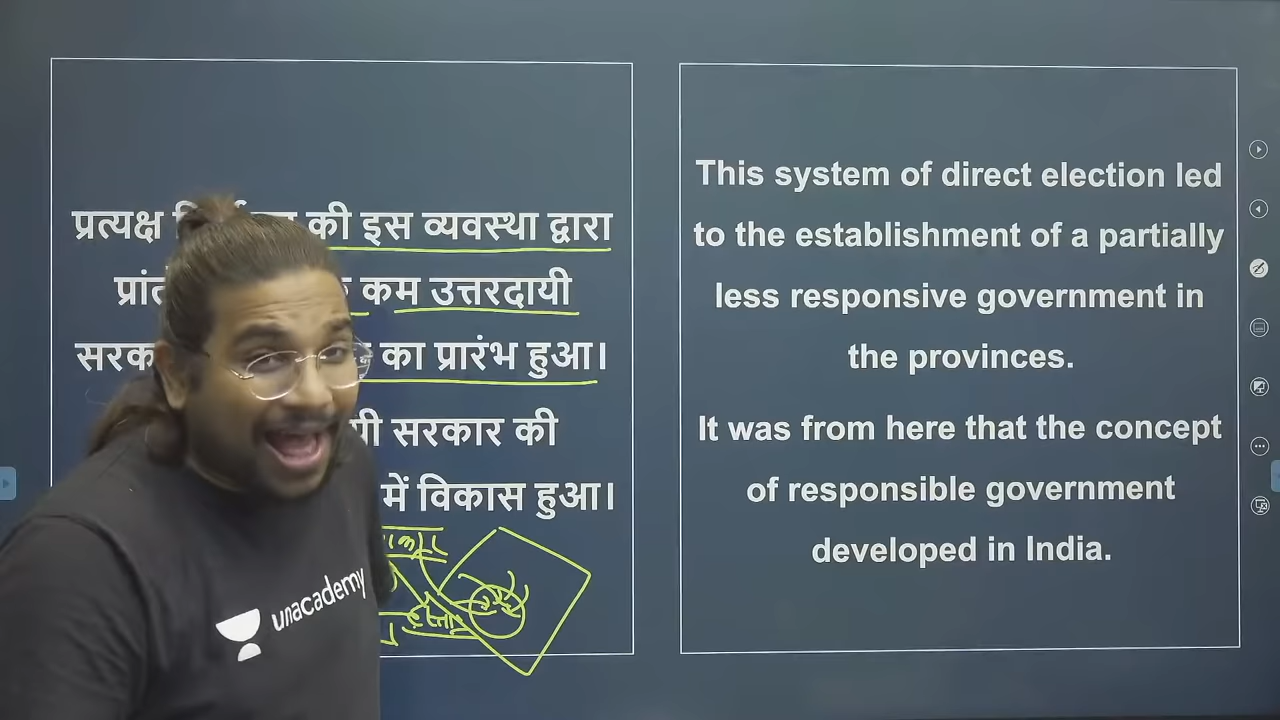 प्रत्यक्ष की इस व्यवस्था द्वारा
कम उत्तरदायी
का प्रारंभ हुआ।
सरकार की
में विकास हुआ।
This system of direct election led
to the establishment of a partially
less responsive government in
the provinces.
It was from here that the concept
of responsible government
developed in India.
unacademy